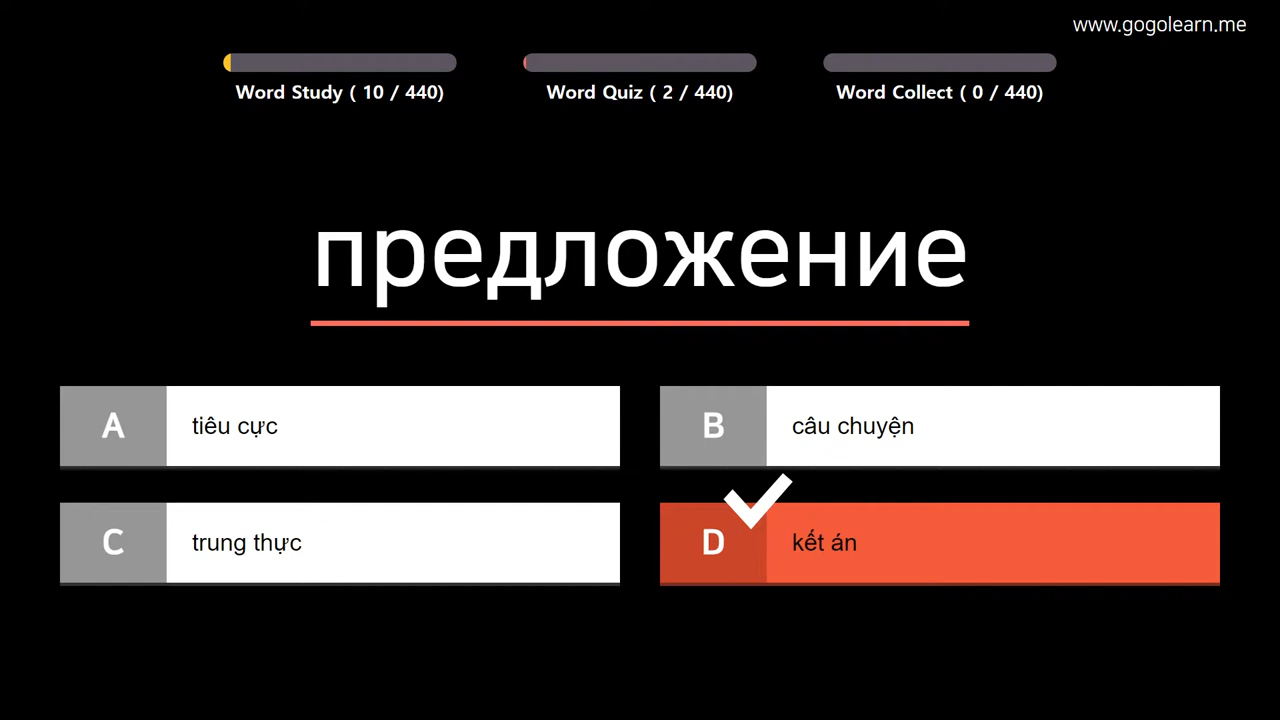 www.gogolearn.me
Word Study ( 10 / 440)
Word Quiz ( 2 / 440)
Word Collect ( 0 / 440)
предложение
A tiêu cực
B câu chuyện
C trung thực
D kết án